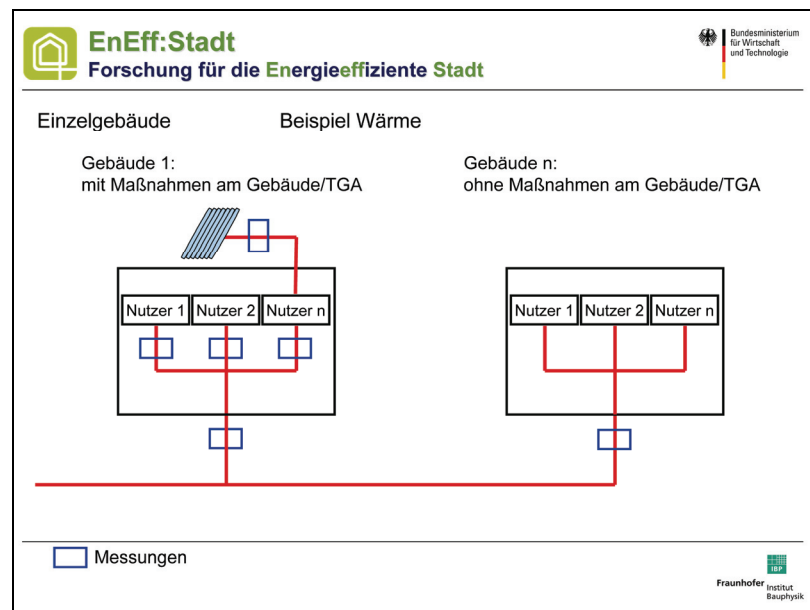 EnEff:Stadt
Forschung für die Energieeffiziente Stadt
Bundesministerium
für Wirtschaft
und Technologie
Einzelgebäude Beispiel Wärme
Gebäude 1:
mit Maßnahmen am Gebäude/TGA
Gebäude n:
ohne Maßnahmen am Gebäude/TGA
Nutzer 1 Nutzer 2 Nutzer n
Nutzer 1 Nutzer 2 Nutzer n
Messungen
IBP
Fraunhofer Institut
Bauphysik